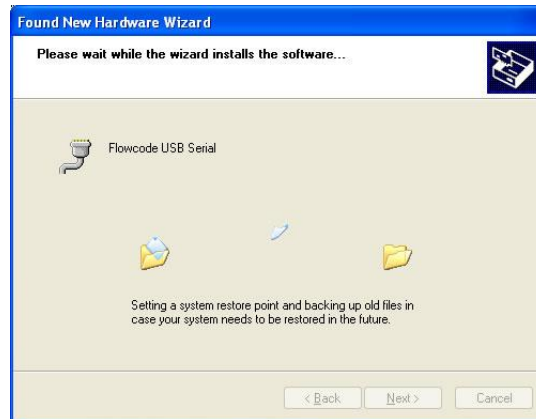 Found New Hardware Wizard
Please wait while the wizard installs the software...
Flowcode USB Serial
Setting a system restore point and backing up old files in
case your system needs to be restored in the future.
< Back Next > Cancel